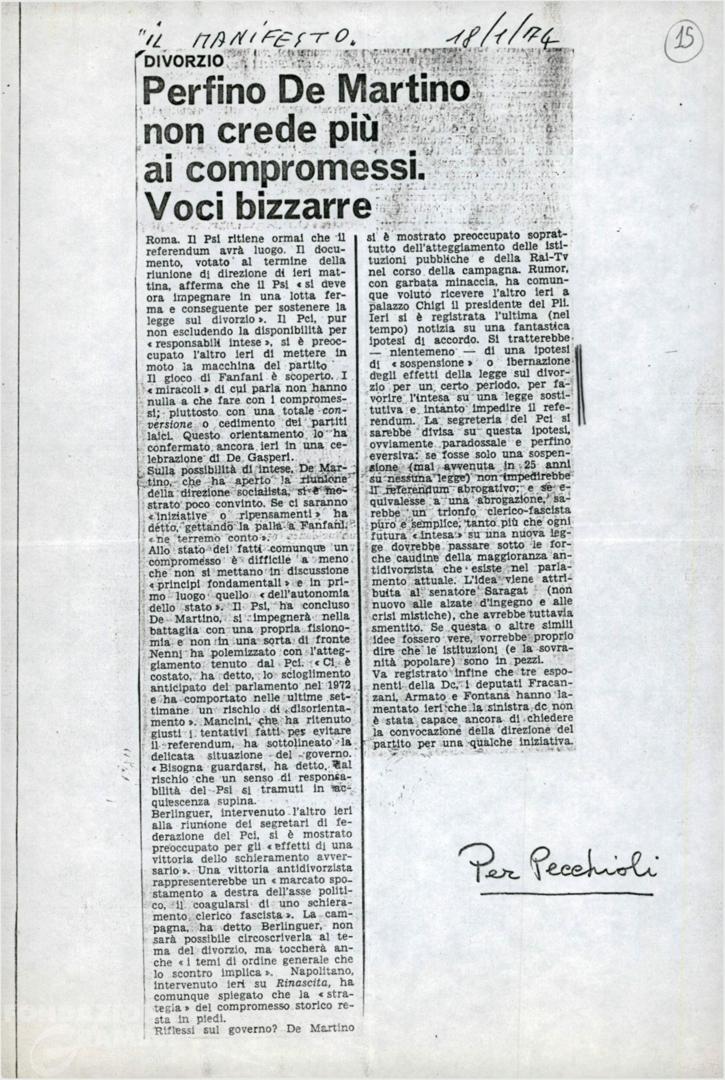 "IL MANIFESTO. 18/1/74
15
DIVORZIO
Perfino De Martino
non crede più
ai compromessi.
Voci bizzarre
Roma. Il Psi ritiene ormai che il
referendum avrà luogo. Il docu-
mento, votato al termine della
riunione di direzione di ieri mat-
tina, afferma che il Psi « si deve
ora impegnare in una lotta fer-
ma e conseguente per sostenere la
legge sul divorzio ». Il Pci, pur
non escludendo la disponibilità per
« responsabili intese », si è preoc-
cupato l'altro ieri di mettere in
moto la macchina del partito
Il gioco di Fanfani è scoperto. I
« miracoli » di cui parla non hanno
nulla a che fare con i compromes-
si; piuttosto con una totale con-
versione o cedimento dei partiti
laici. Questo orientamento lo ha
confermato ancora ieri in una ce-
lebrazione di De Gasperi.
Sulla possibilità di intese, De Mar-
tino, che ha aperto la riunione
della direzione socialista, si è mo-
strato poco convinto. Se ci saranno
« iniziative o ripensamenti » ha
detto, gettando la palla a Fanfani,
« ne terremo conto ».
Allo stato dei fatti comunque un
compromesso è difficile a meno
che non si mettano in discussione
« principi fondamentali » e in pri-
mo luogo quello « dell'autonomia
dello stato ». Il Psi, ha concluso
De Martino, si impegnerà nella
battaglia con una propria fisiono-
mia e non in una sorta di fronte
Nenni ha polemizzato con l'atteg-
giamento tenuto dal Pci. « Ci è
costato, ha detto, lo scioglimento
anticipato del parlamento nel 1972
e ha comportato nelle ultime set-
timane un rischio di « disorienta-
mento ». Mancini, che ha ritenuto
giusti i tentativi fatti per evitare
il referendum, ha sottolineato la
delicata situazione del governo.
« Bisogna guardarsi, ha detto, dal
rischio che un senso di responsa-
bilità del Psi si tramuti in ac-
quiescenza supina.
Berlinguer, intervenuto l'altro ieri
alla riunione dei segretari di fe-
derazione del Pci, si è mostrato
preoccupato per gli « effetti di una
vittoria dello schieramento avver-
sario ». Una vittoria antidivorzista
rappresenterebbe un « marcato spo-
stamento a destra dell'asse politi-
co, il coagularsi di uno schiera-
mento clerico fascista ». La cam-
pagna, ha detto Berlinguer, non
sarà possibile circoscriverla al te-
ma del divorzio, ma toccherà an-
che « i temi di ordine generale che
lo scontro implica ». Napolitano,
intervenuto ieri su Rinascita, ha
comunque spiegato che la « stra-
tegia » del compromesso storico re-
sta in piedi.
Riflessi sul governo? De Martino
si è mostrato preoccupato soprat-
tutto dell'atteggiamento delle isti-
tuzioni pubbliche e della Rai-Tv
nel corso della campagna. Rumor,
con garbata minaccia, ha comun-
que voluto ricevere l'altro ieri a
palazzo Chigi il presidente del Pli.
Ieri si è registrata l'ultima (nel
tempo) notizia su una fantastica
ipotesi di accordo. Si tratterebbe
— nientemeno — di una ipotesi
di « sospensione » o ibernazione
degli effetti della legge sul divor-
zio per un certo periodo, per fa-
vorire l'intesa su una legge sosti-
tutiva e intanto impedire il refe-
rendum. La segreteria del Pci si
sarebbe divisa su questa ipotesi,
ovviamente paradossale e perfino
eversiva: se fosse solo una sospen-
sione (mai avvenuta in 25 anni
su nessuna legge) non impedirebbe
il referendum abrogativo; e se e-
quivalesse a una abrogazione, sa-
rebbe un trionfo clerico-fascista
puro e semplice, tanto più che ogni
futura « intesa » su una nuova leg-
ge dovrebbe passare sotto le for-
che caudine della maggioranza an-
tidivorzista che esiste nel parla-
mento attuale. L'idea viene attri-
buita al senatore Saragat (non
nuovo alle alzate d'ingegno e alle
crisi mistiche), che avrebbe tuttavia
smentito. Se questa o altre simili
idee fossero vere, vorrebbe proprio
dire che le istituzioni (e la sovra-
nità popolare) sono in pezzi.
Va registrato infine che tre espo-
nenti della Dc, i deputati Fracan-
zani, Armato e Fontana hanno la-
mentato ieri che la sinistra dc non
è stata capace ancora di chiedere
la convocazione della direzione del
partito per una qualche iniziativa.
Per Pecchioli